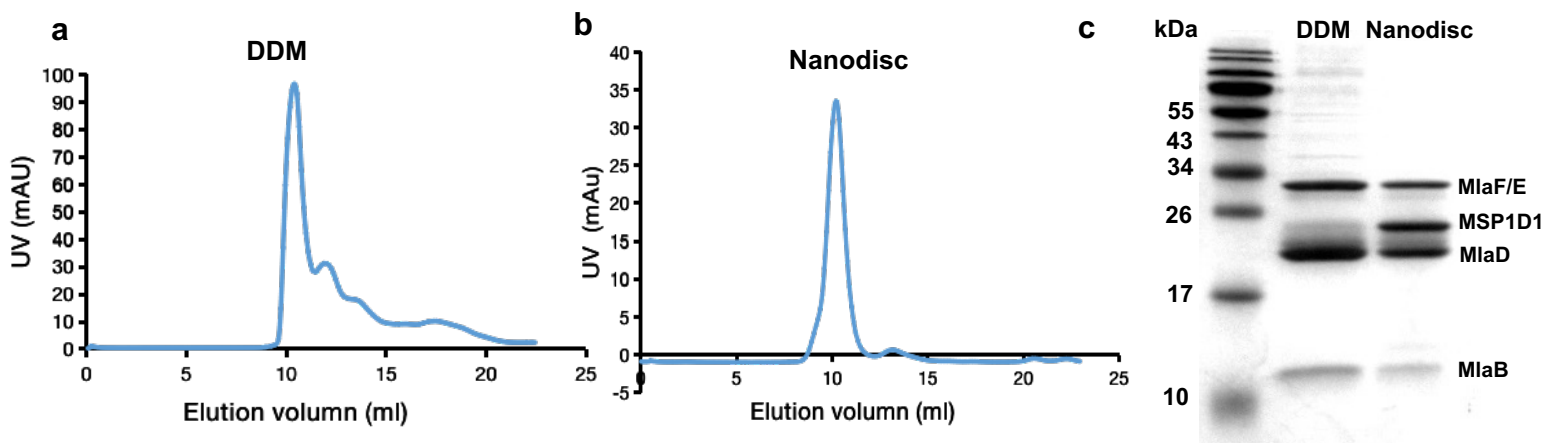 a
DDM
100
90
80
70
60
50
40
30
20
10
0
UV (mAU)
0 5 10 15 20 25
Elution volumn (ml)
b
Nanodisc
40
35
30
25
20
15
10
5
0
-5
UV (mAu)
0 5 10 15 20 25
Elution volumn (ml)
c
kDa DDM Nanodisc
55
43
34
26
17
10
MlaF/E
MSP1D1
MlaD
MlaB